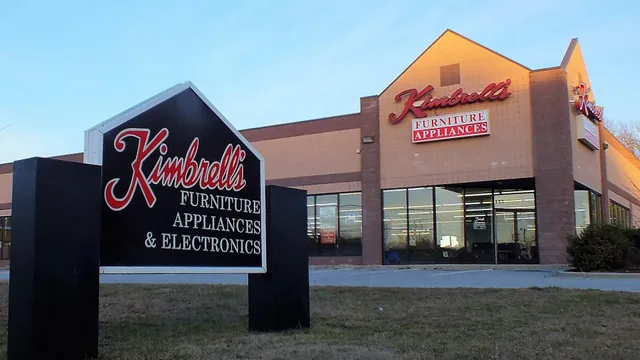 Kimbrell's
FURNITURE
APPLIANCES
& ELECTRONICS
Kimbrell's
FURNITURE
APPLIANCES